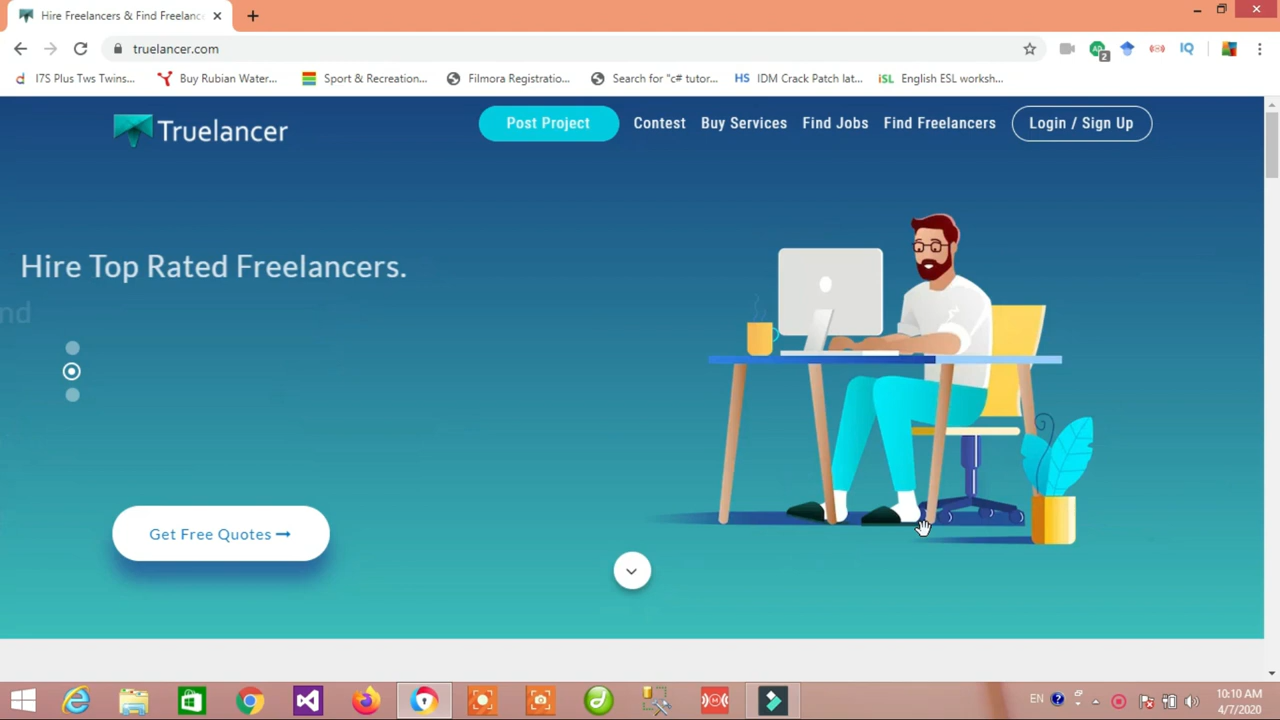 Hire Freelancers & Find Freelanc
truelancer.com
I7S Plus Tws Twins...
Buy Rubian Water...
Sport & Recreation...
Filmora Registratio...
Search for "c# tutor...
HS IDM Crack Patch lat...
iSL English ESL worksh...
2
IQ
Truelancer
Post Project
Contest
Buy Services
Find Jobs
Find Freelancers
Login / Sign Up
Hire Top Rated Freelancers.
nd
Get Free Quotes
EN
10:10 AM
4/7/2020